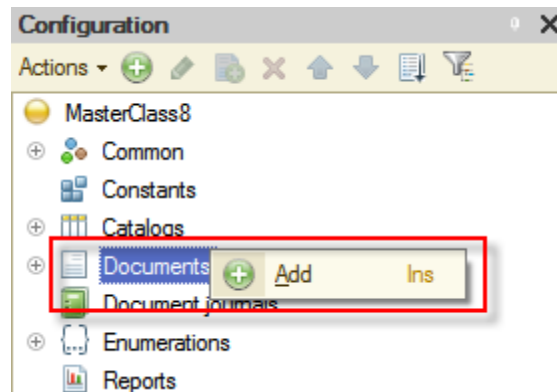 Configuration
Actions
MasterClass8
Common
Constants
Catalogs
Documents
Add Ins
Document journals
Enumerations
Reports